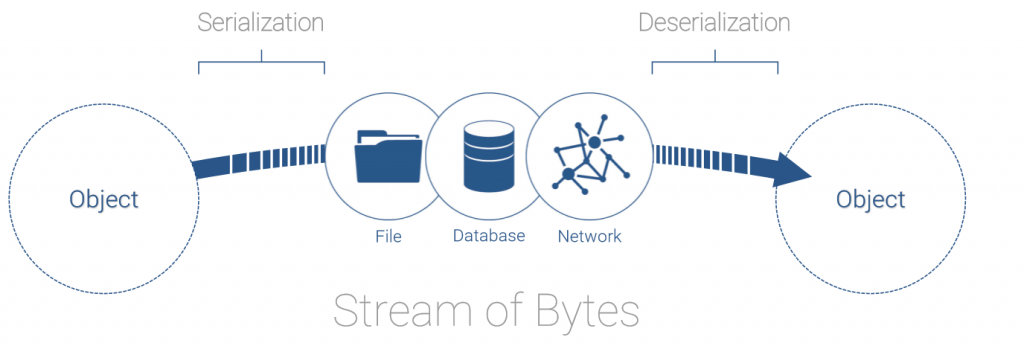 Serialization
Deserialization
Object
File
Database
Network
Object
Stream of Bytes